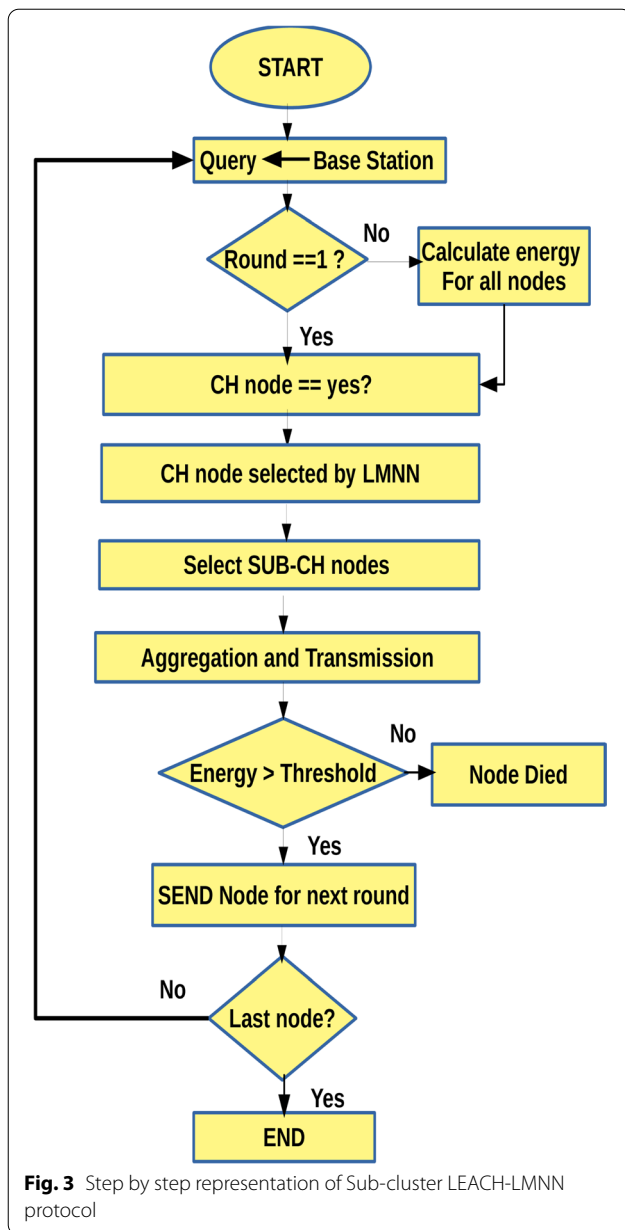 START
Query Base Station
Round ==1 ?
No
Calculate energy
For all nodes
Yes
CH node == yes?
CH node selected by LMNN
Select SUB-CH nodes
Aggregation and Transmission
Energy > Threshold
No
Node Died
Yes
SEND Node for next round
No
Last node?
Yes
END
Fig. 3 Step by step representation of Sub-cluster LEACH-LMNN
protocol